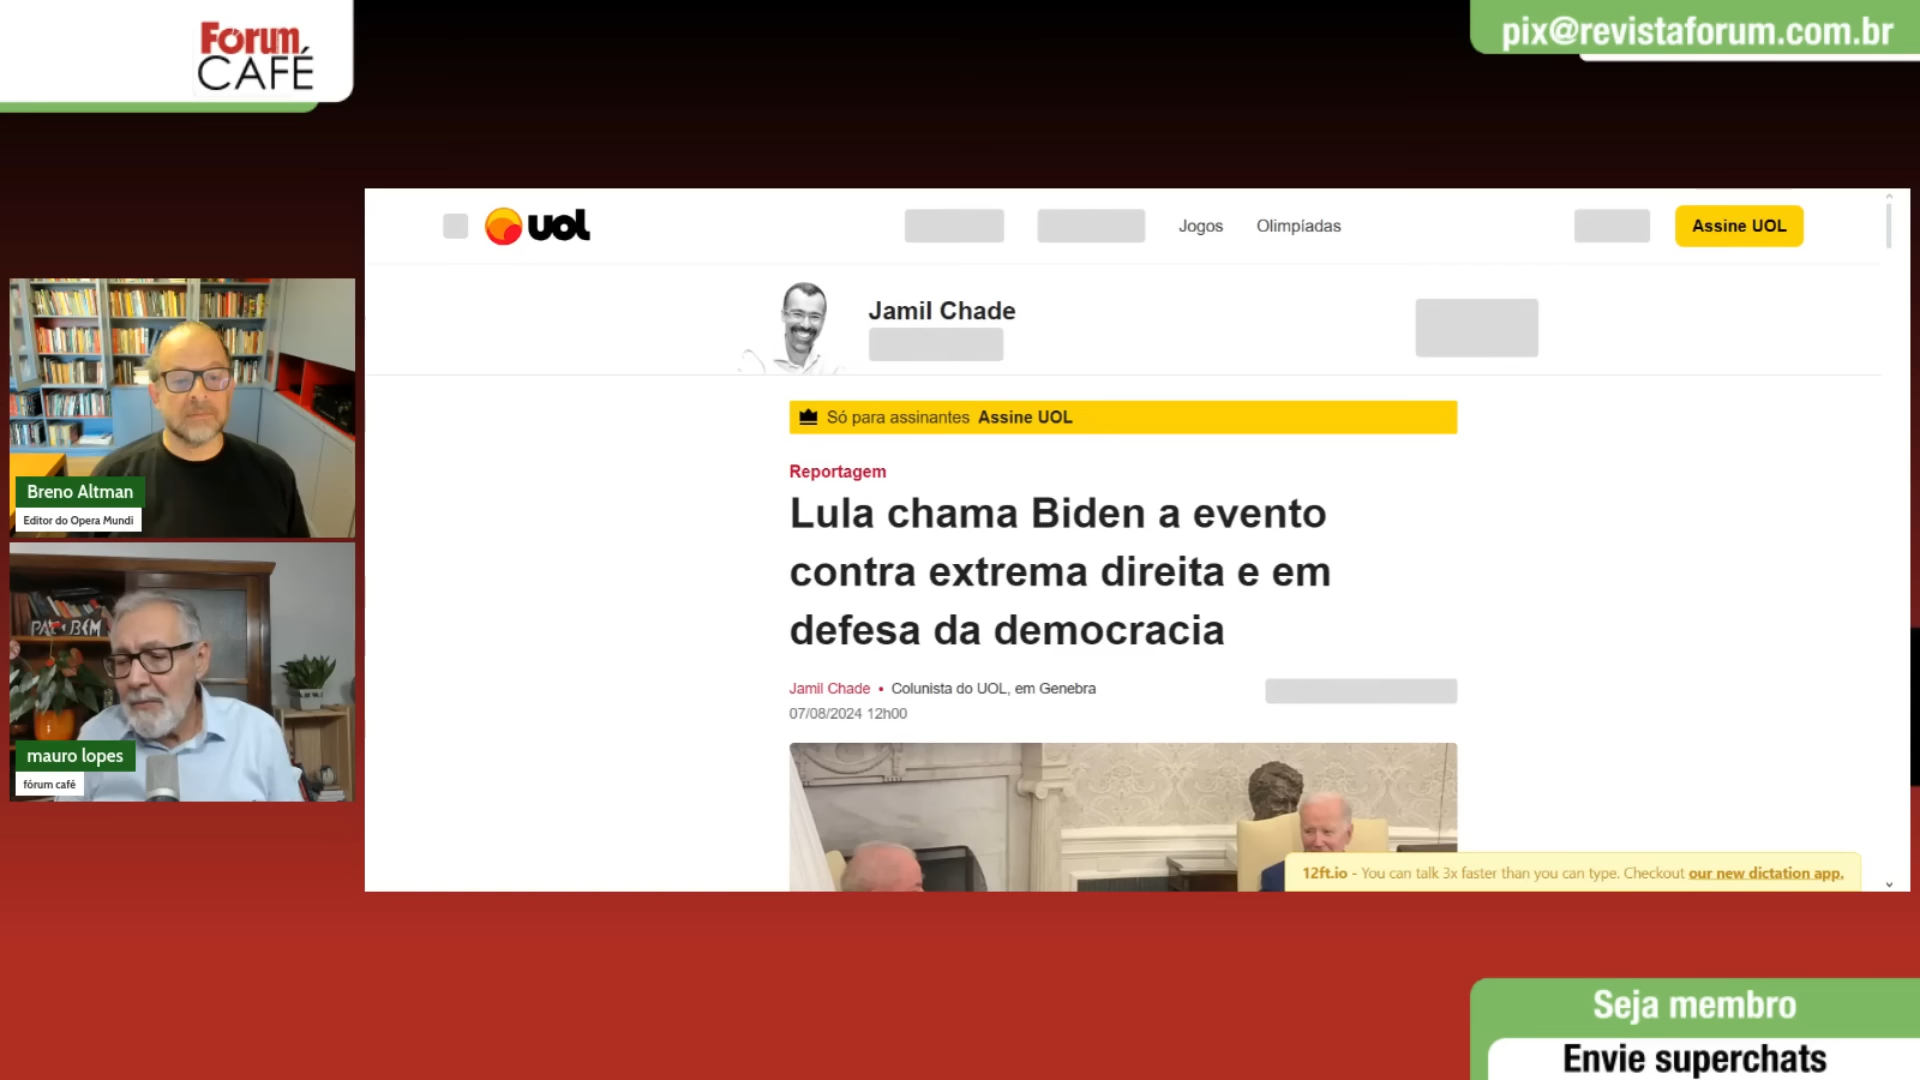 Fórum
CAFÉ
pix@revistaforum.com.br
uol
Jogos
Olimpíadas
Assine UOL
Jamil Chade
Só para assinantes Assine UOL
Reportagem
Lula chama Biden a evento
contra extrema direita e em
defesa da democracia
Jamil Chade • Colunista do UOL, em Genebra
07/08/2024 12h00
12ft.io - You can talk 3x faster than you can type. Checkout our new dictation app.
Breno Altman
Editor do Opera Mundi
PAZ BEM
mauro lopes
fórum café
Seja membro
Envie superchats